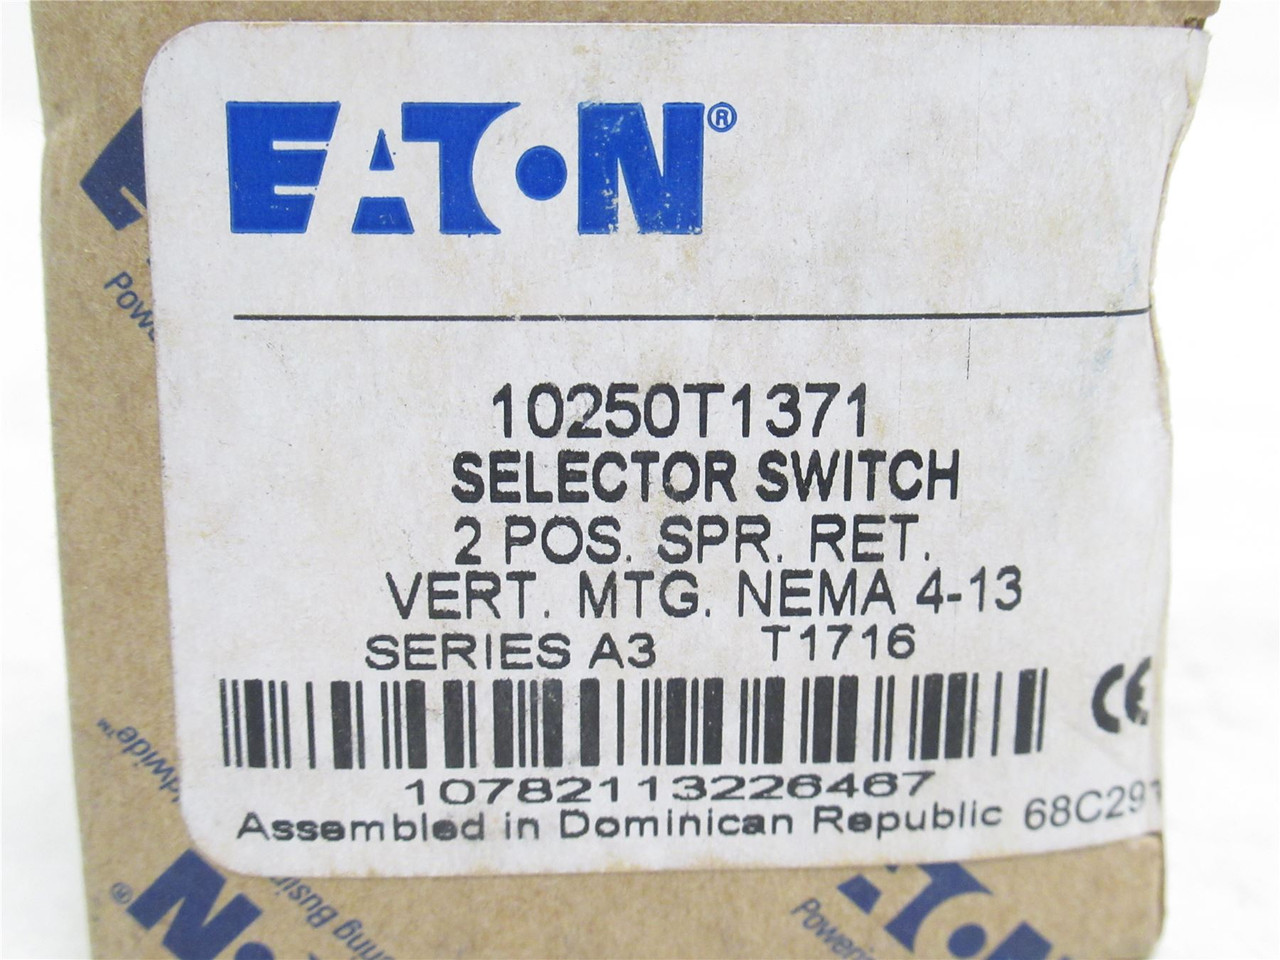 EATON®
10250T1371
SELECTOR SWITCH
2 POS. SPR. RET.
VERT. MTG. NEMA 4-13
SERIES A3 T1716
CE
10782113226467
Assembled in Dominican Republic 68C29